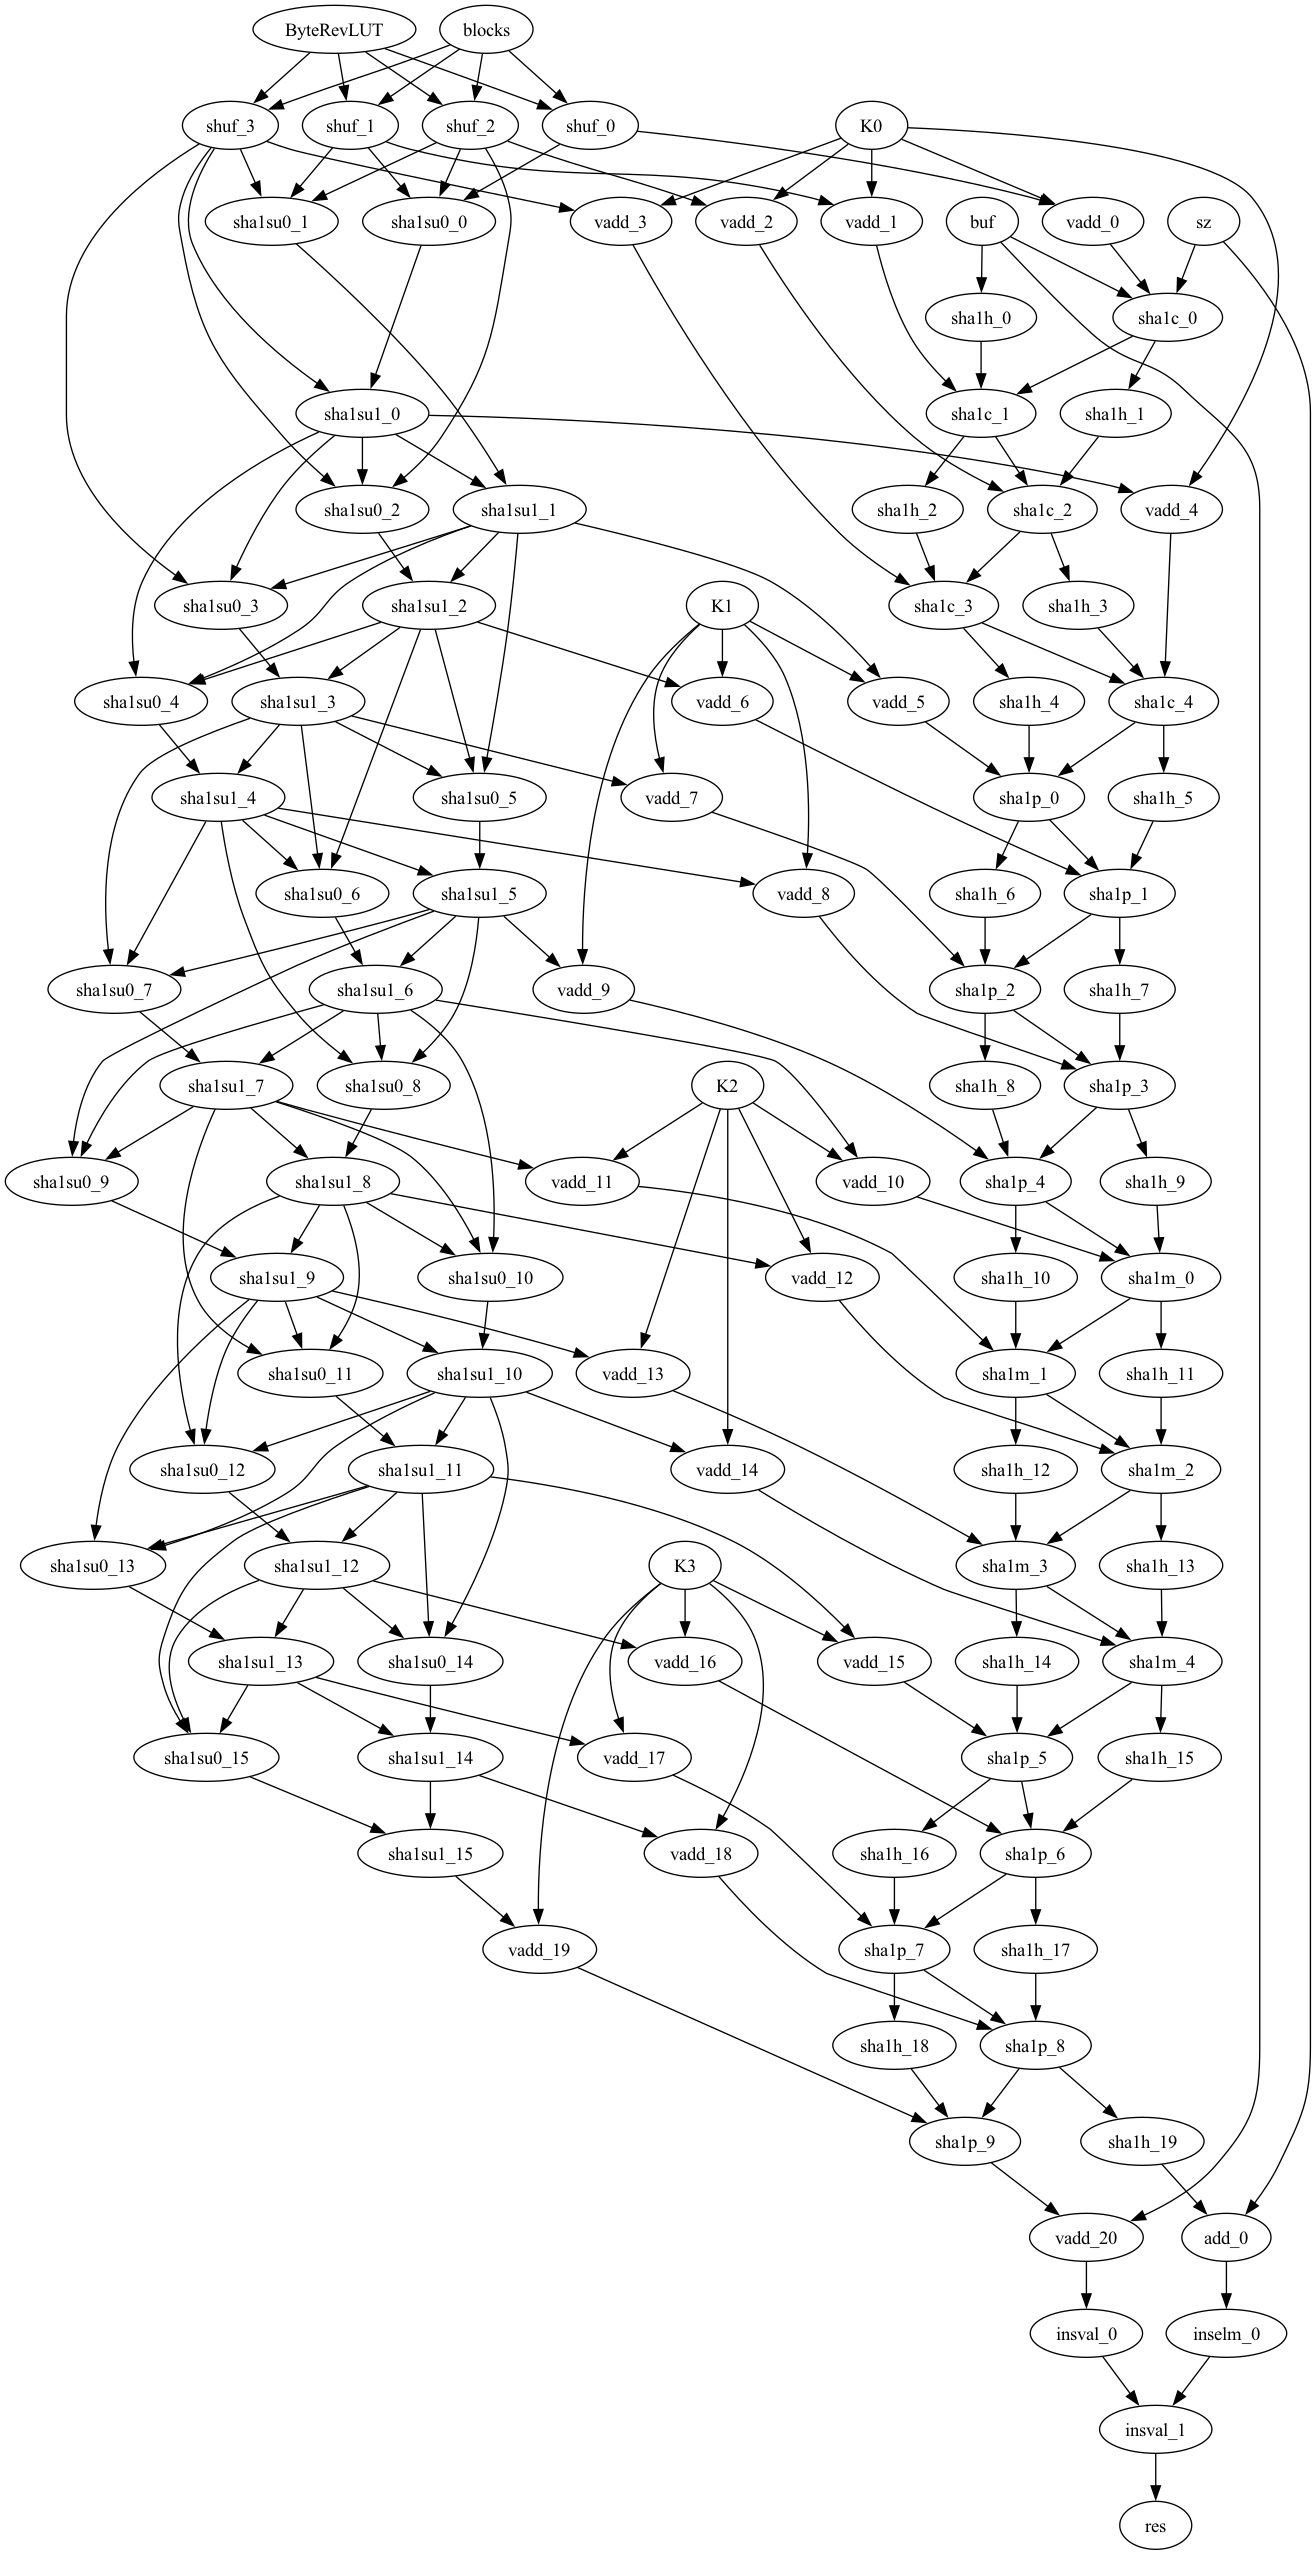 ByteRevLUT blocks
shuf_3 shuf_1 shuf_2 shuf_0 K0
sha1su0_1 sha1su0_0 vadd_3 vadd_2 vadd_1 buf vadd_0 sz
sha1h_0 sha1c_0
sha1su1_0 sha1c_1 sha1h_1
sha1su0_2 sha1su1_1 sha1h_2 sha1c_2 vadd_4
sha1su0_3 sha1su1_2 K1 sha1c_3 sha1h_3
sha1su0_4 sha1su1_3 vadd_6 vadd_5 sha1h_4 sha1c_4
sha1su1_4 sha1su0_5 vadd_7 sha1p_0 sha1h_5
sha1su0_6 sha1su1_5 vadd_8 sha1h_6 sha1p_1
sha1su0_7 sha1su1_6 vadd_9 sha1p_2 sha1h_7
sha1su1_7 sha1su0_8 K2 sha1h_8 sha1p_3
sha1su0_9 sha1su1_8 vadd_11 vadd_10 sha1p_4 sha1h_9
sha1su1_9 sha1su0_10 vadd_12 sha1h_10 sha1m_0
sha1su0_11 sha1su1_10 vadd_13 sha1m_1 sha1h_11
sha1su0_12 sha1su1_11 vadd_14 sha1h_12 sha1m_2
sha1su0_13 sha1su1_12 K3 sha1m_3 sha1h_13
sha1su1_13 sha1su0_14 vadd_16 vadd_15 sha1h_14 sha1m_4
sha1su0_15 sha1su1_14 vadd_17 sha1p_5 sha1h_15
sha1su1_15 vadd_18 sha1h_16 sha1p_6
vadd_19 sha1p_7 sha1h_17
sha1h_18 sha1p_8
sha1p_9 sha1h_19
vadd_20 add_0
insval_0 inselm_0
insval_1
res